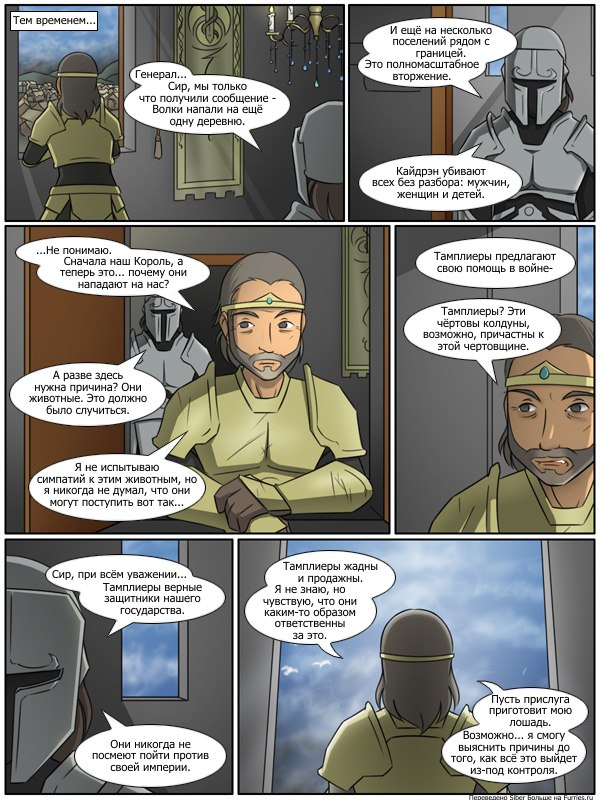 Тем временем...
Генерал...
Сир, мы только
что получили сообщение -
Волки напали на ещё
одну деревню.
И ещё на несколько
поселений рядом с
границей.
Это полномасштабное
вторжение.
Кайдрэн убивают
всех без разбора: мужчин,
женщин и детей.
...Не понимаю.
Сначала наш Король, а
теперь это... почему они
нападают на нас?
А разве здесь
нужна причина? Они
животные. Это должно
было случиться.
Я не испытываю
симпатий к этим животным, но
я никогда не думал, что они
могут поступить вот так...
Тамплиеры предлагают
свою помощь в войне-
Тамплиеры? Эти
чёртовы колдуны,
возможно, причастны к
этой чертовщине.
Сир, при всём уважении...
Тамплиеры верные
защитники нашего
государства.
Они никогда не
посмеют пойти против
своей империи.
Тамплиеры жадны
и продажны.
Я не знаю, но
чувствую, что они
каким-то образом
ответственны
за это.
Пусть прислуга
приготовит мою
лошадь.
Возможно... я смогу
выяснить причины до
того, как всё это выйдет
из-под контроля.
Переведено Siber Больше на Furries.ru